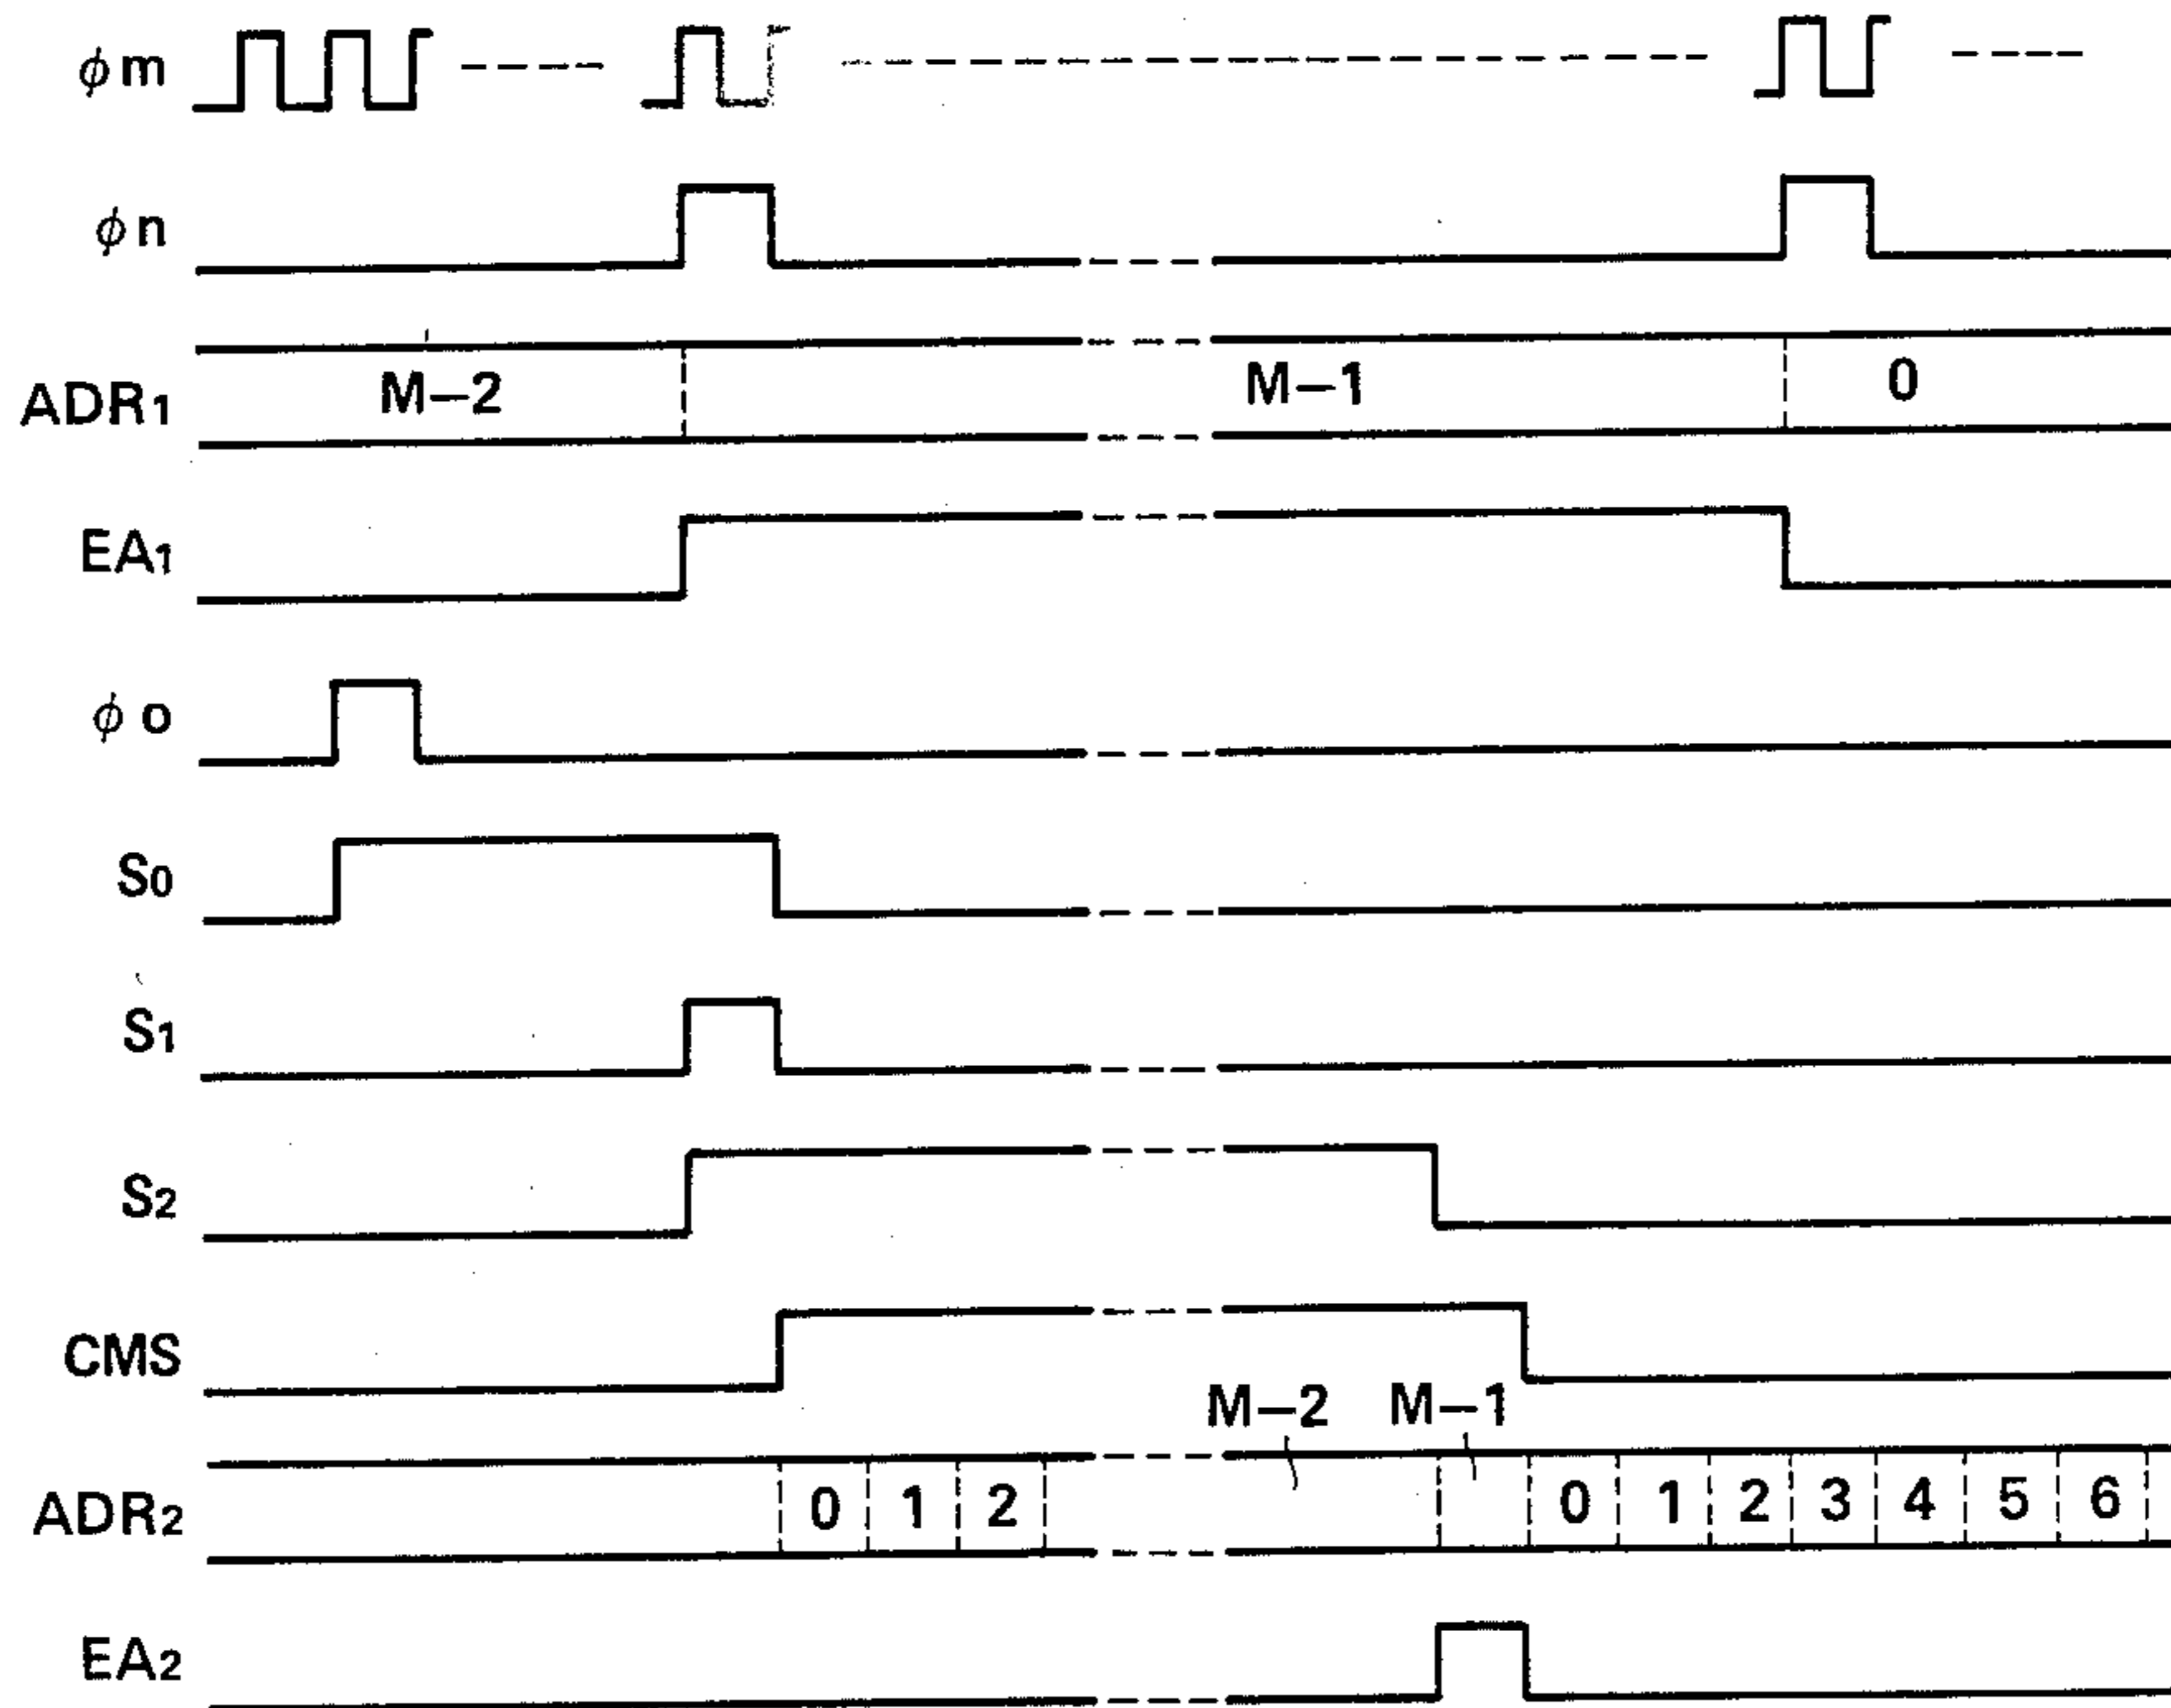 φm
φn
ADR1 M-2 M-1 0
EA1
φo
S0
S1
S2
CMS
M-2 M-1
ADR2 0 1 2 0 1 2 3 4 5 6
EA2